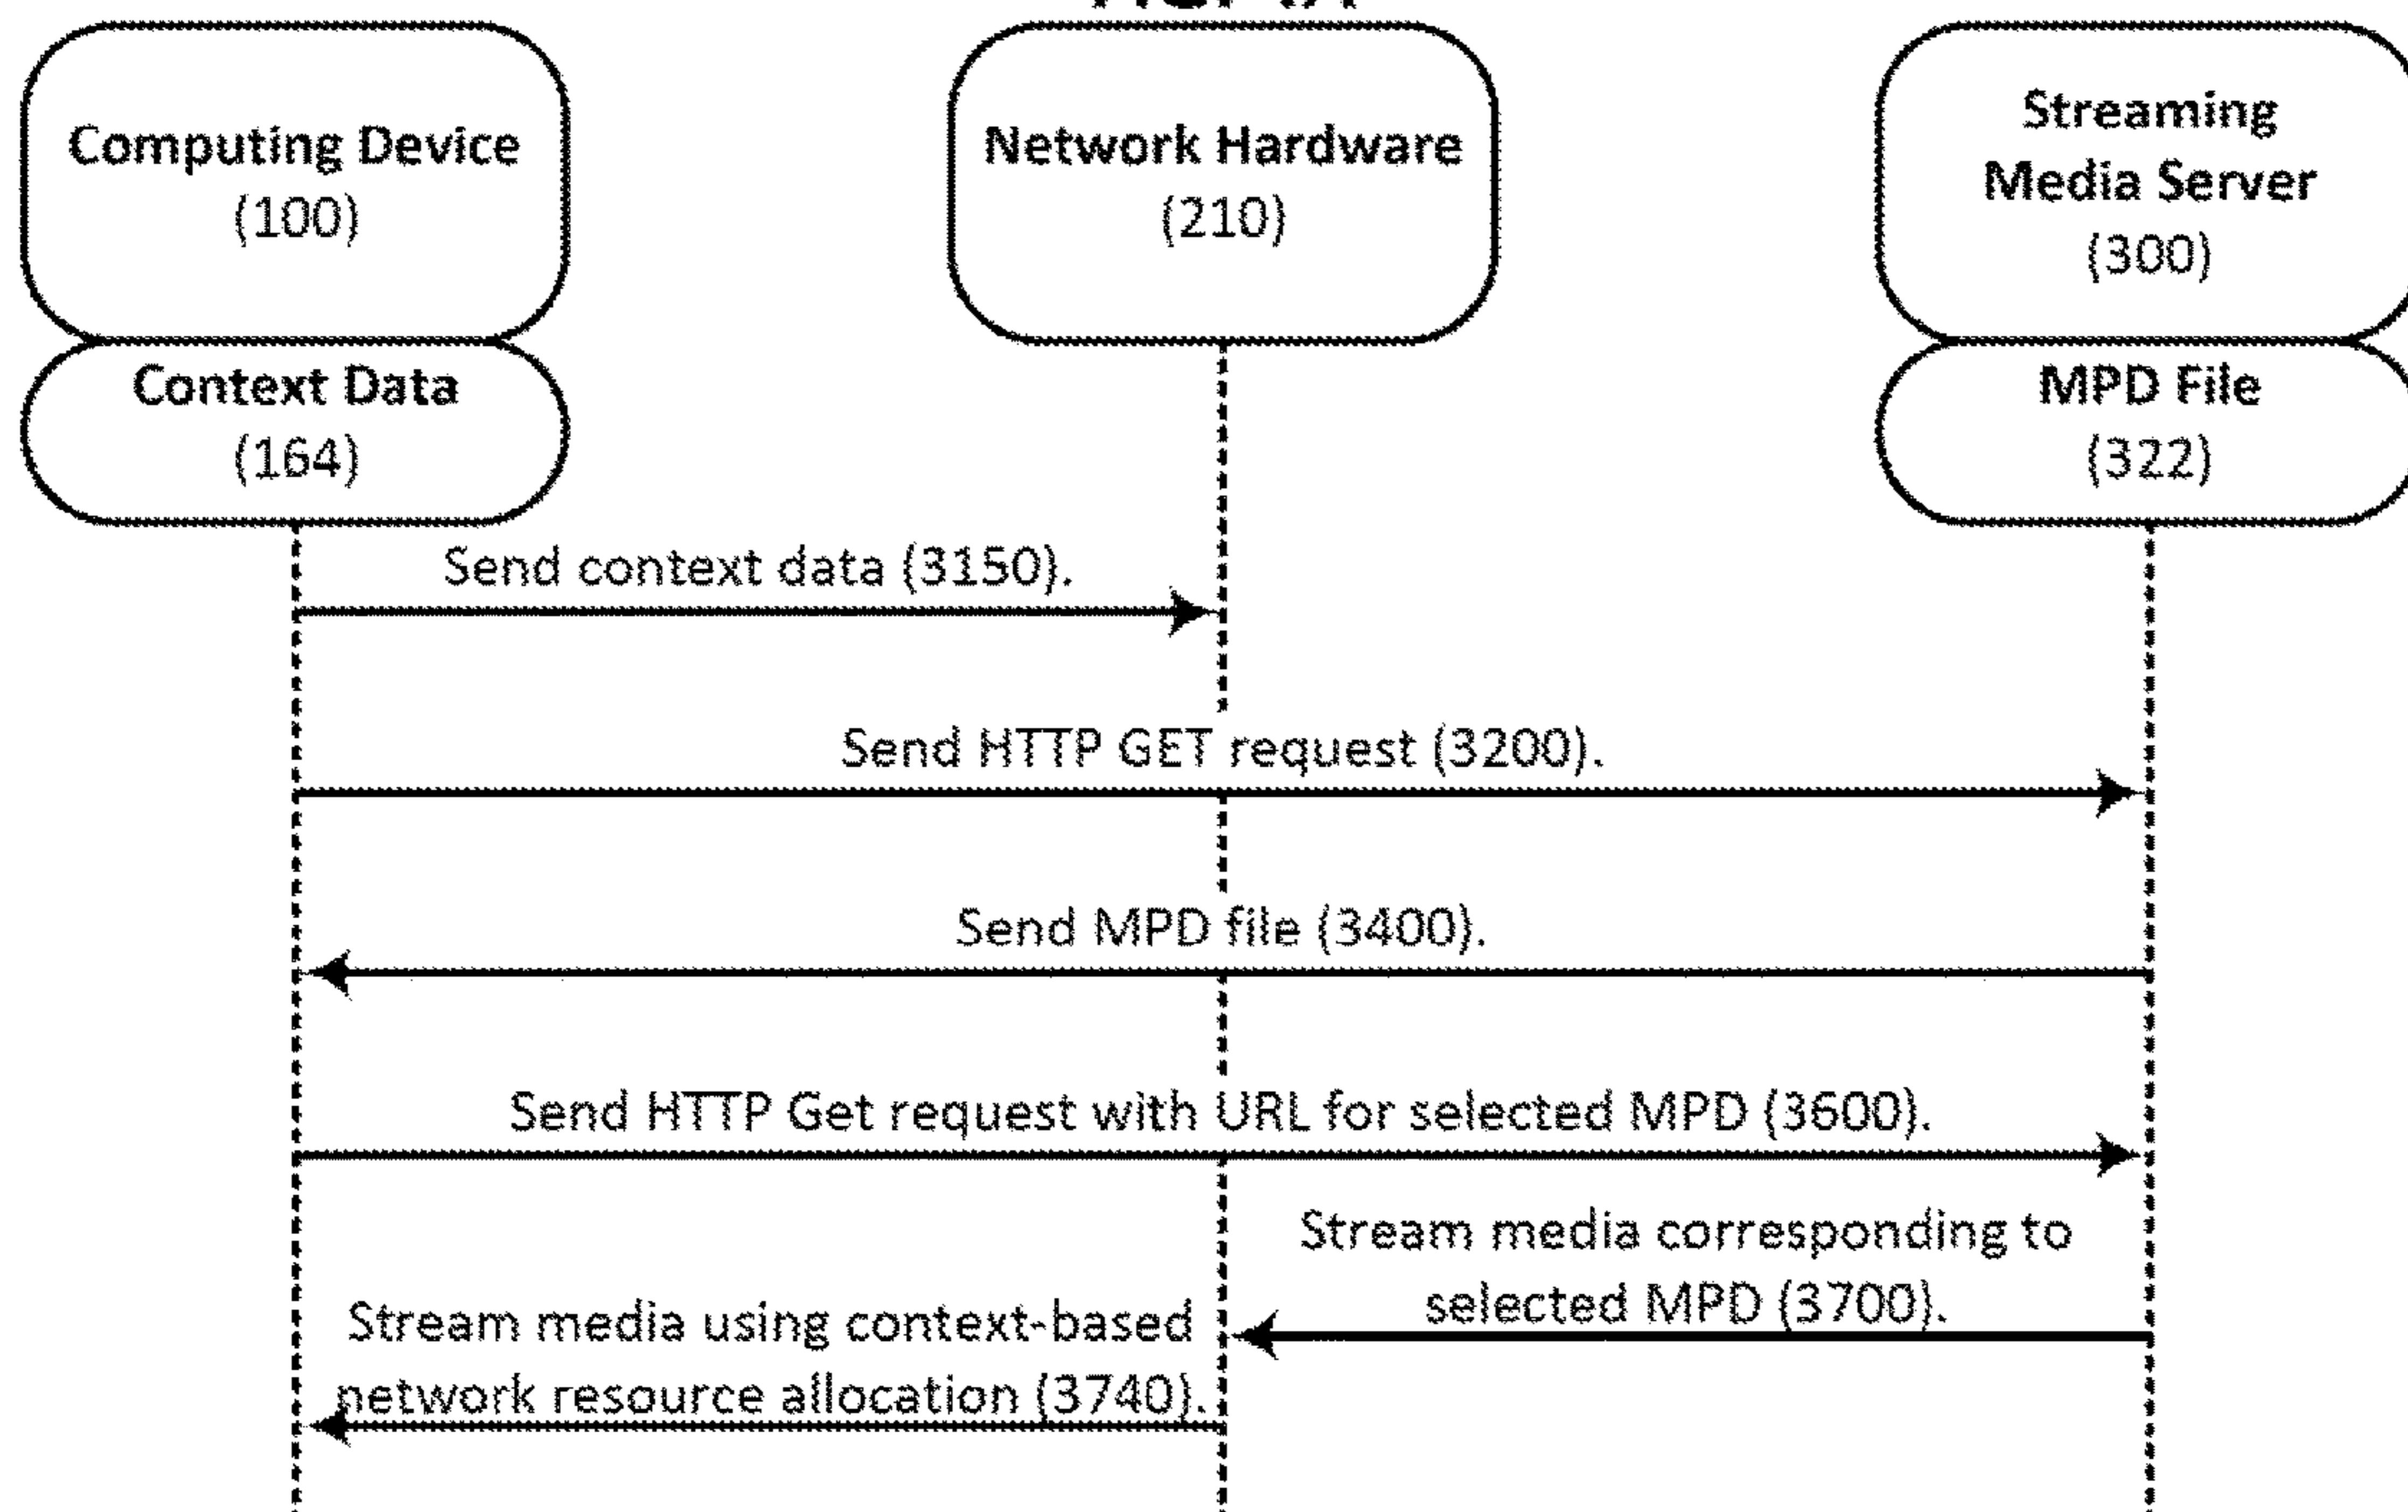 Computing Device
(100)
Network Hardware
(210)
Streaming
Media Server
(300)
Context Data
(164)
MPD File
(322)
Send context data (3150).
Send HTTP GET request (3200).
Send MPD file (3400).
Send HTTP Get request with URL for selected MPD (3600).
Stream media corresponding to
selected MPD (3700).
Stream media using context-based
network resource allocation (3740).